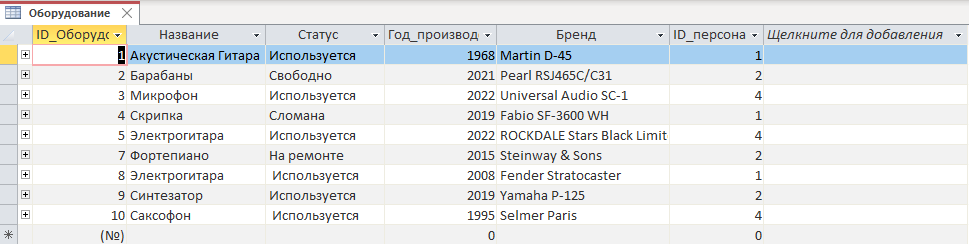 Оборудование
ID_Оборудо Название Статус Год_производ Бренд ID_персона Щелкните для добавления
1 Акустическая Гитара Используется 1968 Martin D-45 1
2 Барабаны Свободно 2021 Pearl RSJ465C/C31 2
3 Микрофон Используется 2022 Universal Audio SC-1 4
4 Скрипка Сломана 2019 Fabio SF-3600 WH 1
5 Электрогитара Используется 2022 ROCKDALE Stars Black Limit 4
7 Фортепиано На ремонте 2015 Steinway & Sons 2
8 Электрогитара Используется 2008 Fender Stratocaster 1
9 Синтезатор Используется 2019 Yamaha P-125 2
10 Саксофон Используется 1995 Selmer Paris 4
(№) 0 0